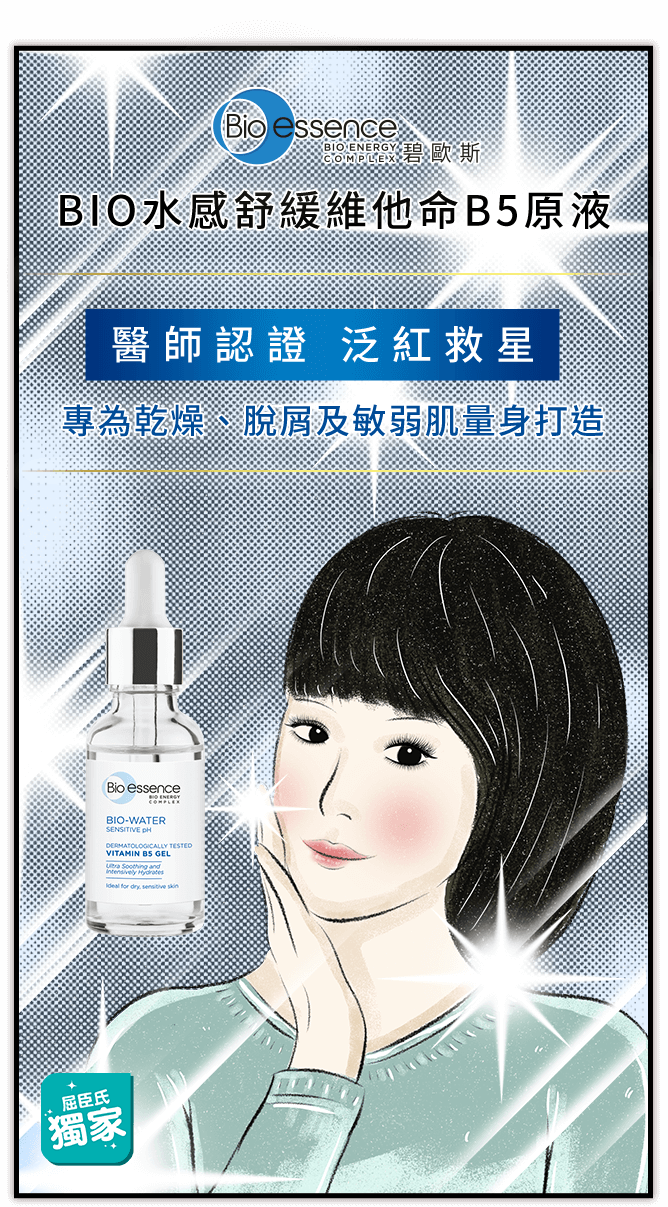 Bio essence
BIO ENERGY
COMPLEX 碧歐斯
BIO水感舒緩維他命B5原液
醫師認證 泛紅救星
專為乾燥、脫屑及敏弱肌量身打造
Bio essence
BIO ENERGY
COMPLEX
BIO-WATER
SENSITIVE pH
DERMATOLOGICALLY TESTED
VITAMIN B5 GEL
Ultra Soothing and
Intensively Hydrates
Ideal for dry, sensitive skin
屈臣氏
獨家